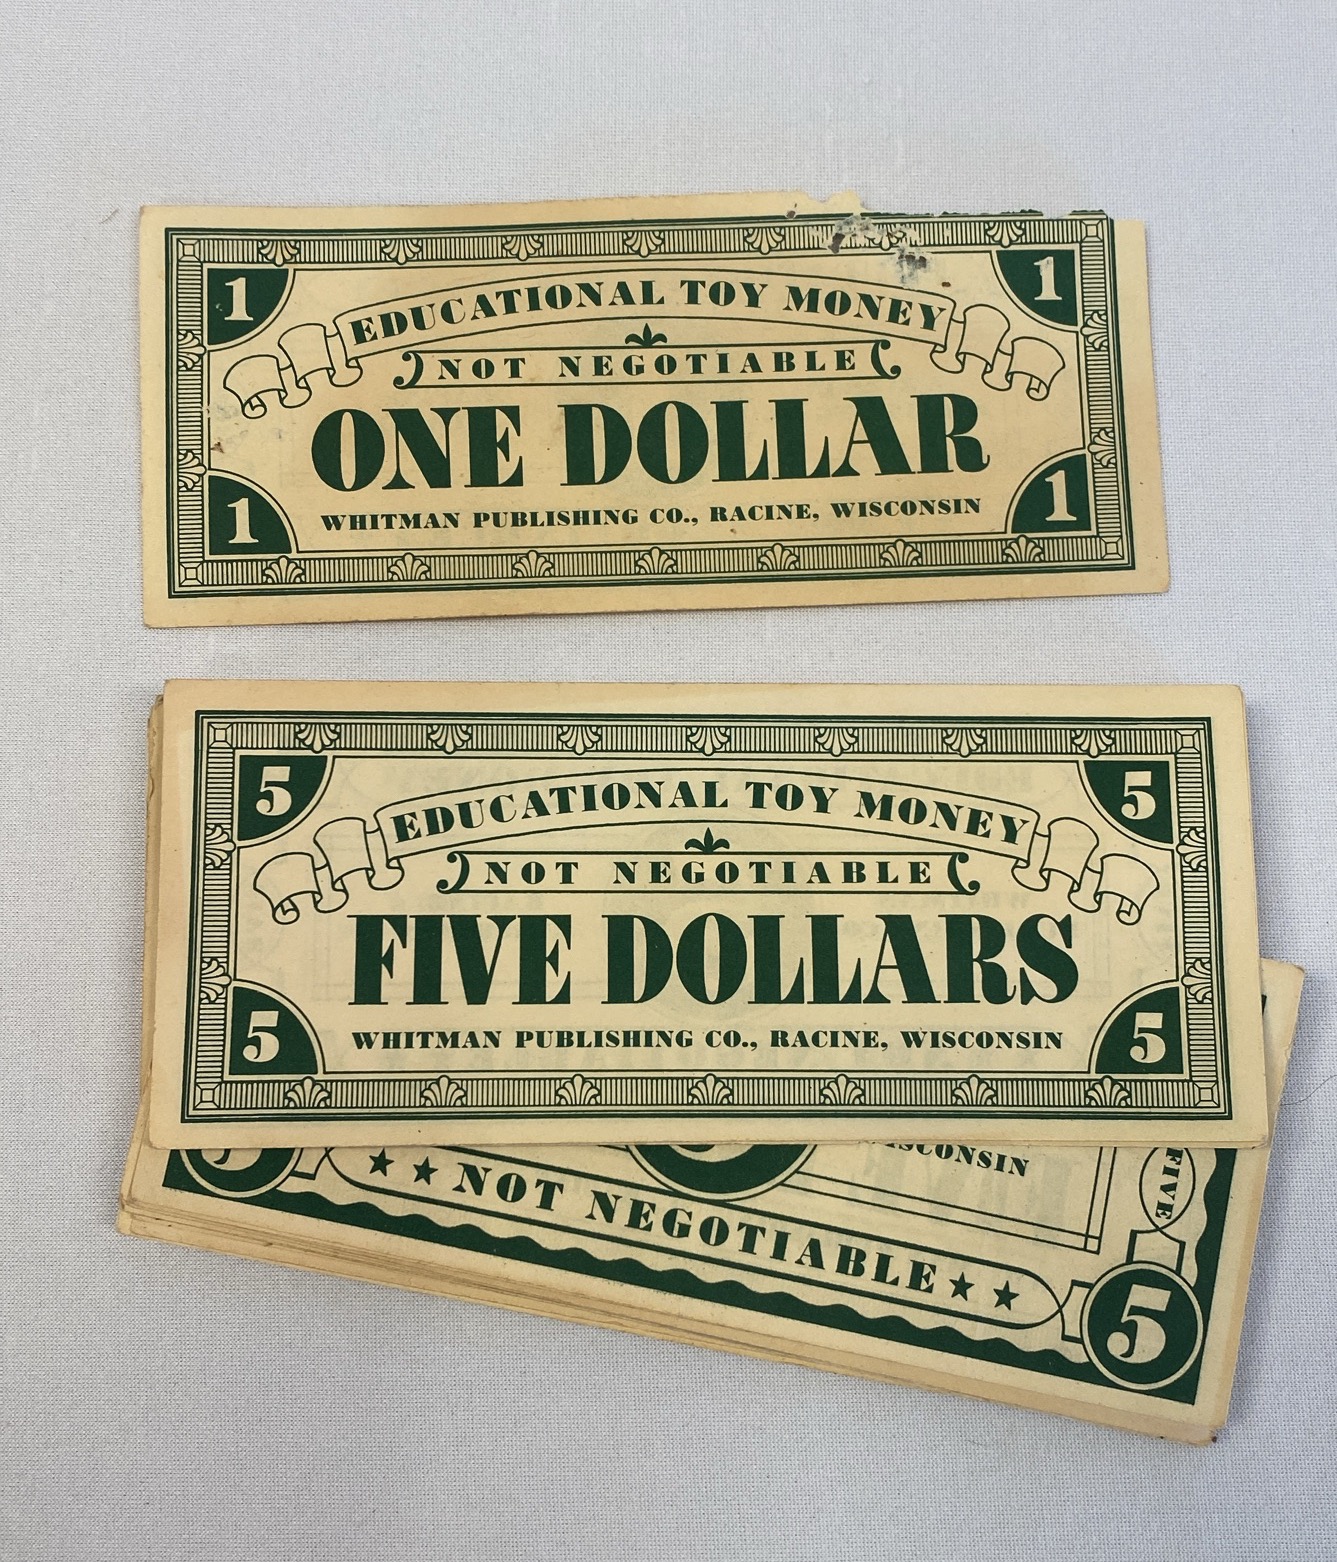 1 1
EDUCATIONAL TOY MONEY
NOT NEGOTIABLE
ONE DOLLAR
WHITMAN PUBLISHING CO., RACINE, WISCONSIN
1 1
5 5
EDUCATIONAL TOY MONEY
NOT NEGOTIABLE
FIVE DOLLARS
WHITMAN PUBLISHING CO., RACINE, WISCONSIN
5 5
FIVE
NOT NEGOTIABLE
5